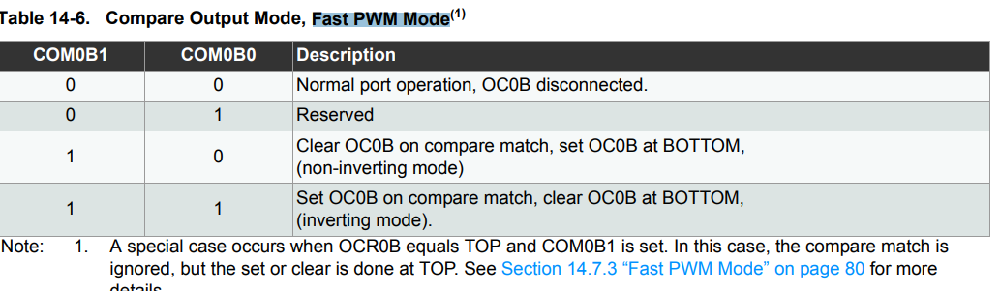 Table 14-6. Compare Output Mode, Fast PWM Mode(1)
COM0B1 COM0B0 Description
0 0 Normal port operation, OC0B disconnected.
0 1 Reserved
1 0 Clear OC0B on compare match, set OC0B at BOTTOM,
(non-inverting mode)
1 1 Set OC0B on compare match, clear OC0B at BOTTOM,
(inverting mode).
Note: 1. A special case occurs when OCR0B equals TOP and COM0B1 is set. In this case, the compare match is
ignored, but the set or clear is done at TOP. See Section 14.7.3 “Fast PWM Mode” on page 80 for more
details.